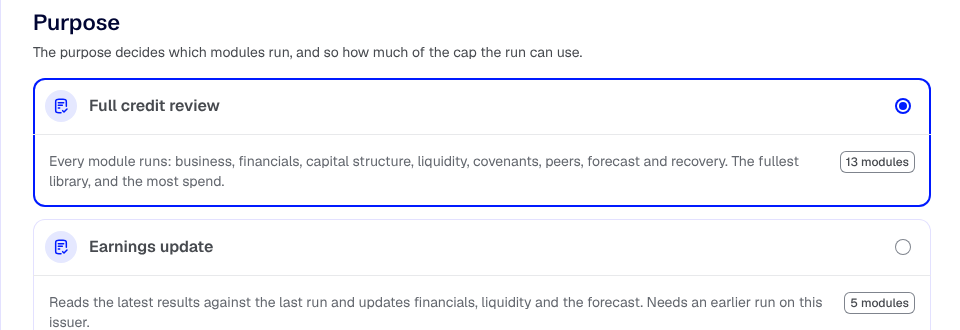 Purpose
The purpose decides which modules run, and so how much of the cap the run can use.
Full credit review
Every module runs: business, financials, capital structure, liquidity, covenants, peers, forecast and recovery. The fullest
library, and the most spend.
13 modules
Earnings update
Reads the latest results against the last run and updates financials, liquidity and the forecast. Needs an earlier run on this
issuer.
5 modules